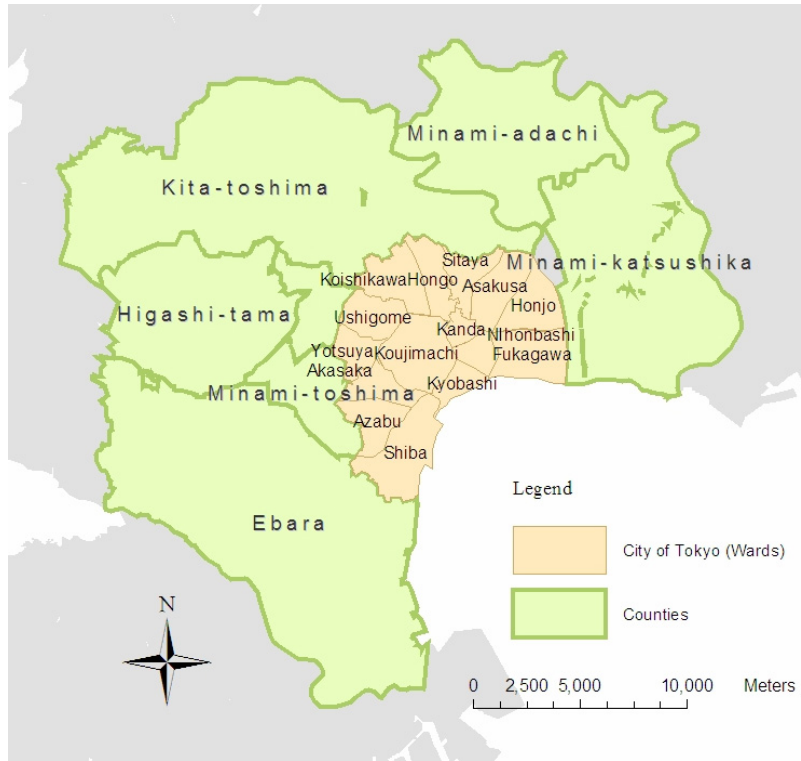 Minami-adachi
Kita-toshima
Sitaya
Minami-katsushika
Koishikawa
Hongo
Asakusa
Honjo
Higashi-tama
Ushigome
Kanda
NIhonbashi
Yotsuya
Koujimachi
Fukagawa
Akasaka
Kyobashi
Minami-toshima
Azabu
Shiba
Legend
Ebara
City of Tokyo (Wards)
N
Counties
0 2,500 5,000 10,000 Meters